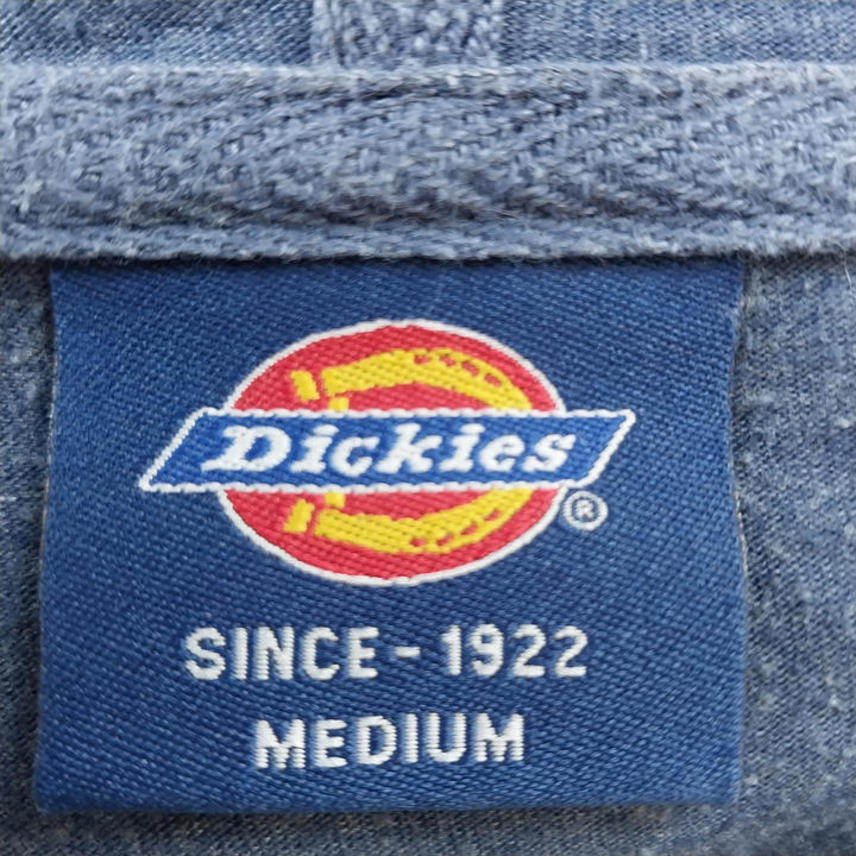 Dickies
®
SINCE - 1922
MEDIUM